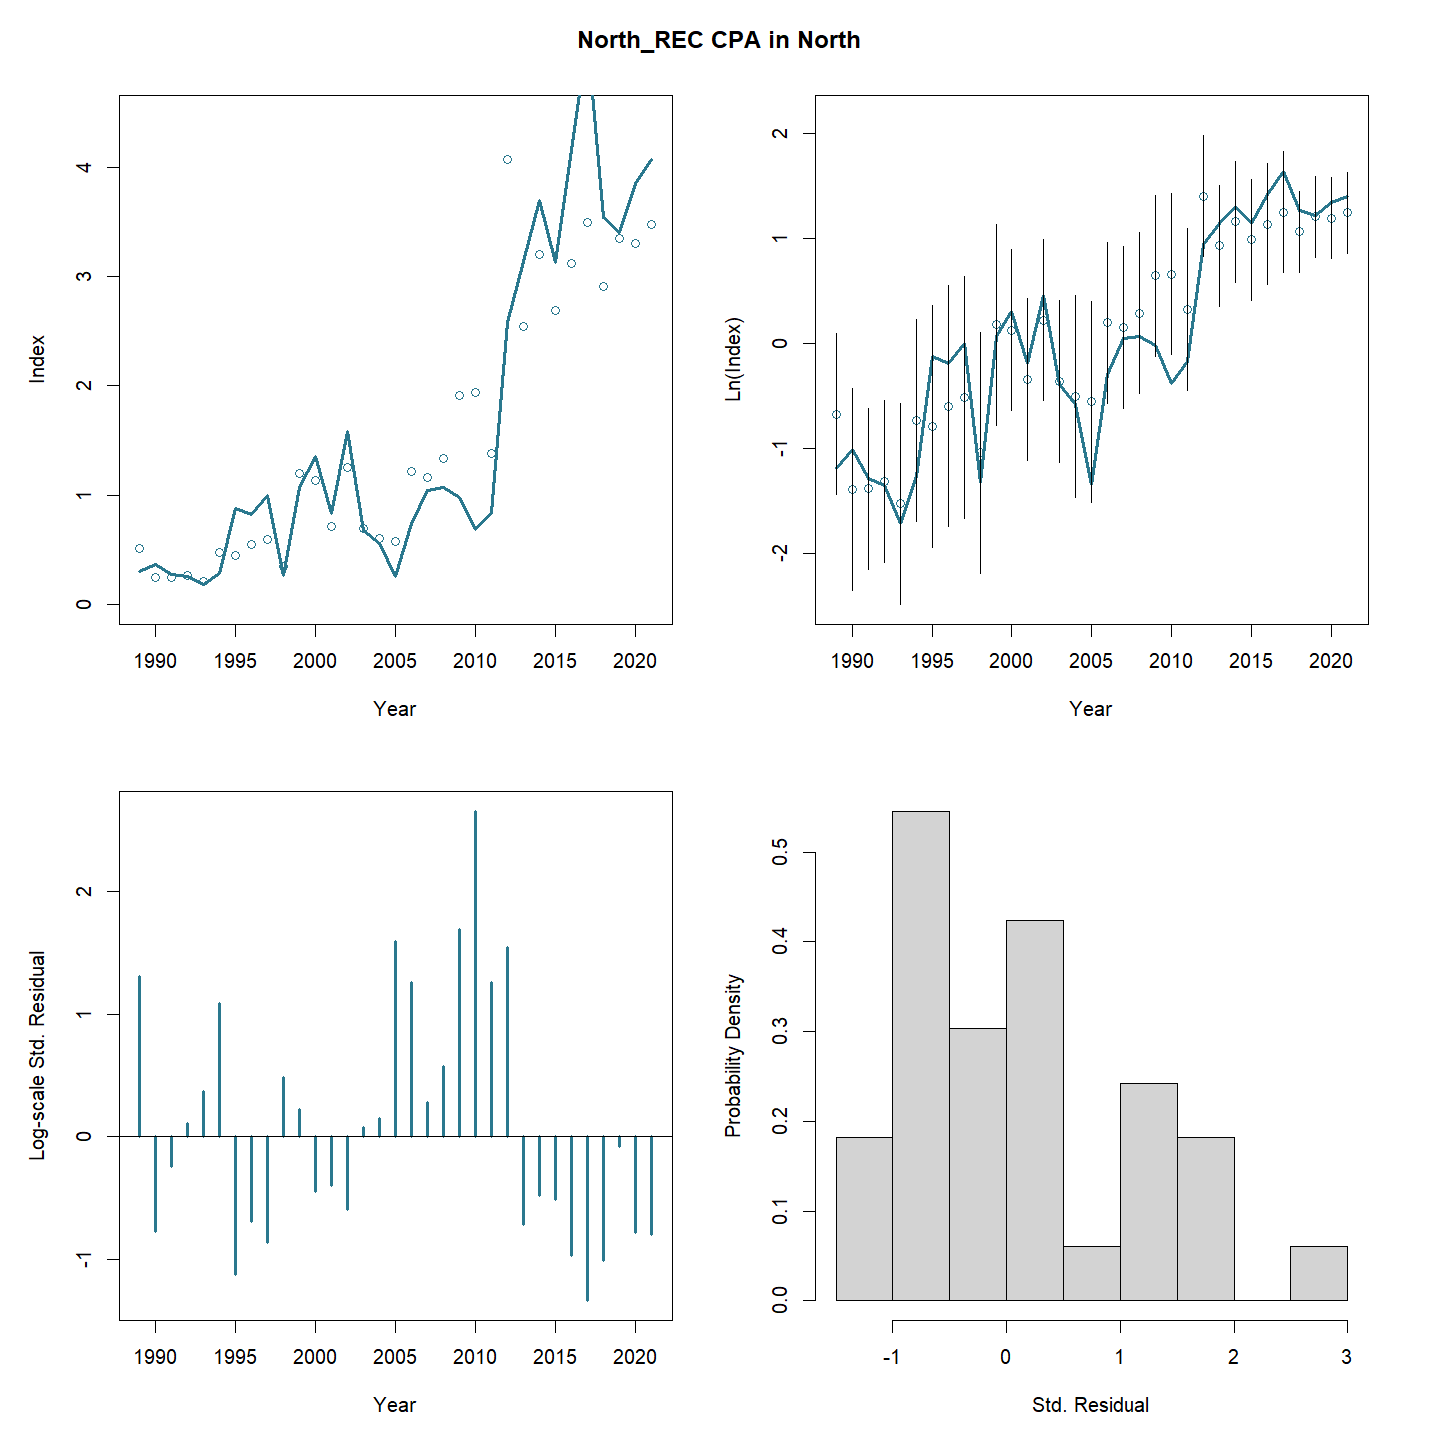 North_REC CPA in North
Index
4
3
2
1
0
1990 1995 2000 2005 2010 2015 2020
Year
Ln(Index)
2
1
0
-1
-2
1990 1995 2000 2005 2010 2015 2020
Year
Log-scale Std. Residual
2
1
0
-1
1990 1995 2000 2005 2010 2015 2020
Year
Probability Density
0.5
0.4
0.3
0.2
0.1
0.0
-1 0 1 2 3
Std. Residual